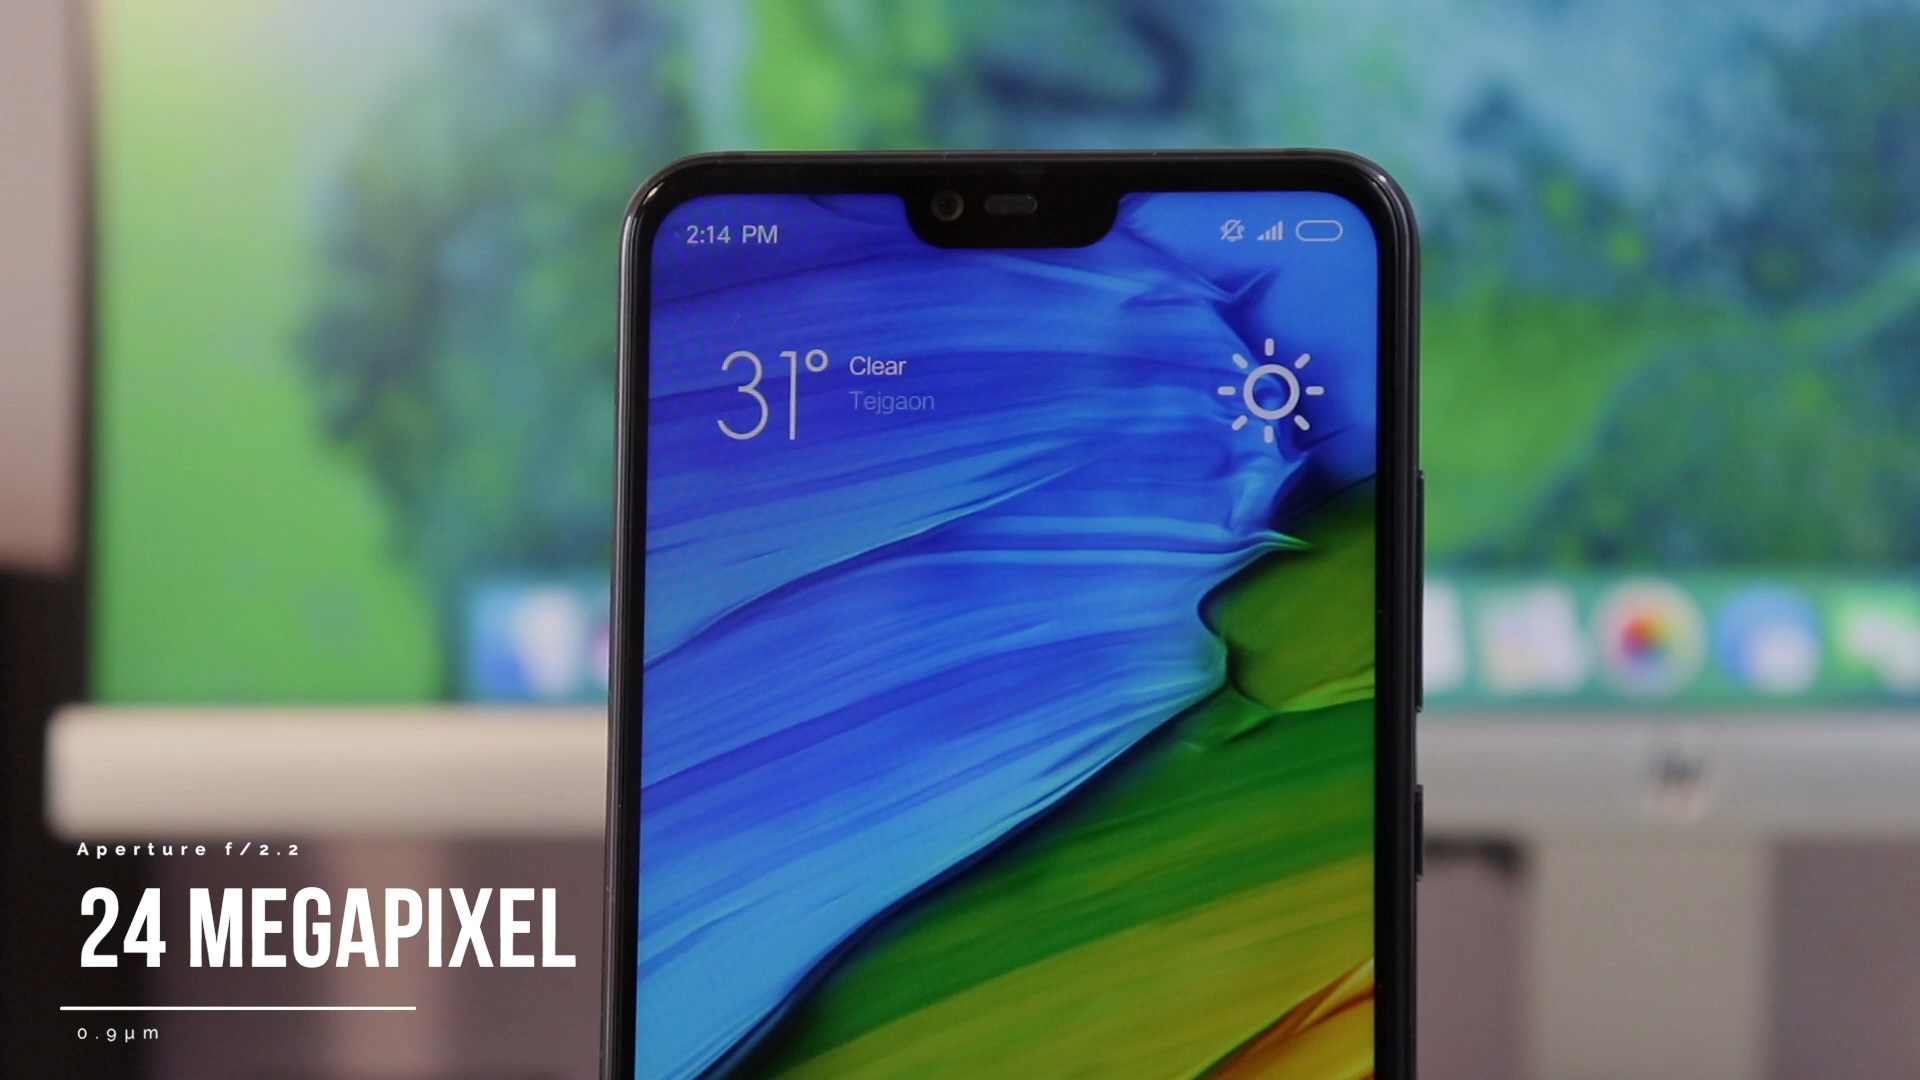 2:14 PM
31° Clear
Tejgaon
Aperture f/2.2
24 MEGAPIXEL
0.9µm